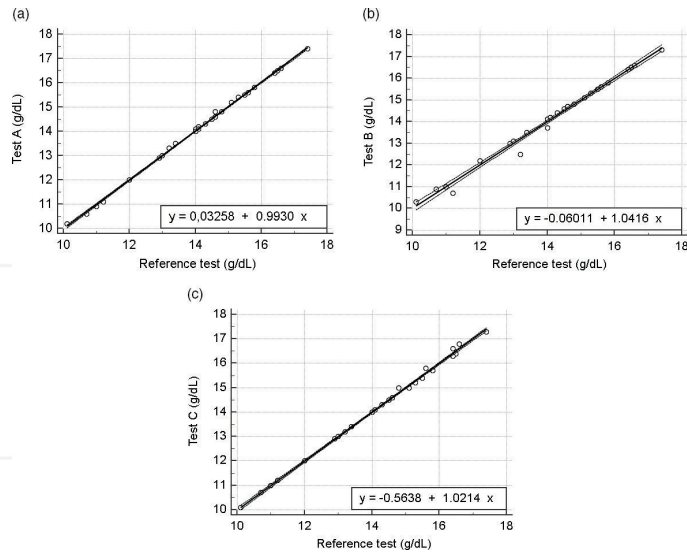 (a)
18
17
16
15
14
13
12
11
10
Test A (g/dL)
y = 0,03258 + 0.9930 x
10 12 14 16 18
Reference test (g/dL)
(b)
18
17
16
15
14
13
12
11
10
9
Test B (g/dL)
y = -0.06011 + 1.0416 x
10 12 14 16 18
Reference test (g/dL)
(c)
18
17
16
15
14
13
12
11
10
Test C (g/dL)
y = -0.5638 + 1.0214 x
10 12 14 16 18
Reference test (g/dL)